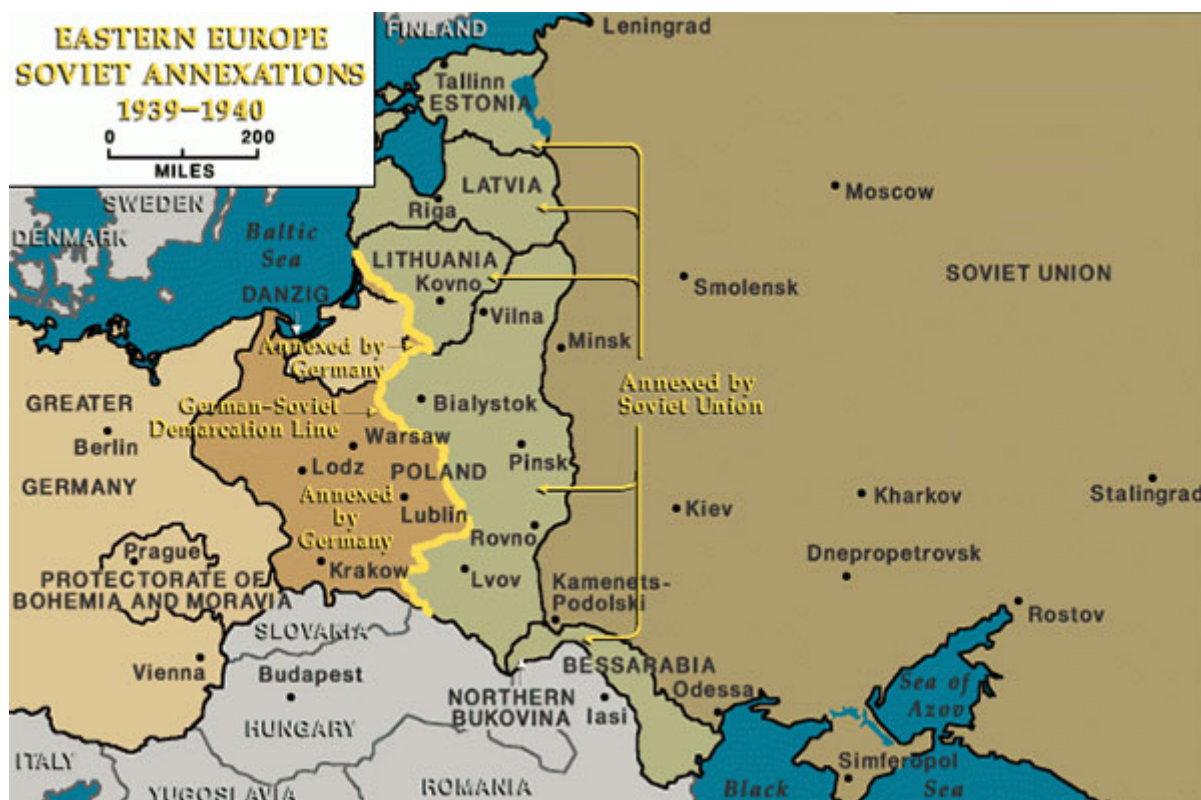 EASTERN EUROPE
SOVIET ANNEXATIONS
1939–1940
0 200
MILES
FINLAND
Leningrad
Tallinn
ESTONIA
SWEDEN
LATVIA
Moscow
DENMARK
Riga
Baltic
Sea
LITHUANIA
SOVIET UNION
Kovno
Smolensk
DANZIG
Vilna
Annexed by
Germany
Minsk
Annexed by
Soviet Union
GREATER
GERMANY
Berlin
German-Soviet
Demarcation Line
Bialystok
Warsaw
Lodz
POLAND
Pinsk
Annexed
by
Germany
Lublin
Kiev
Kharkov
Stalingrad
Rovno
Prague
Krakow
Lvov
Dnepropetrovsk
PROTECTORATE OF
BOHEMIA AND MORAVIA
Kamenets-
Podolski
Rostov
SLOVAKIA
Vienna
Budapest
BESSARABIA
Odessa
Sea of
Azov
NORTHERN
BUKOVINA
Iasi
HUNGARY
ITALY
Simferopol
YUGOSLAVIA
ROMANIA
Black
Sea